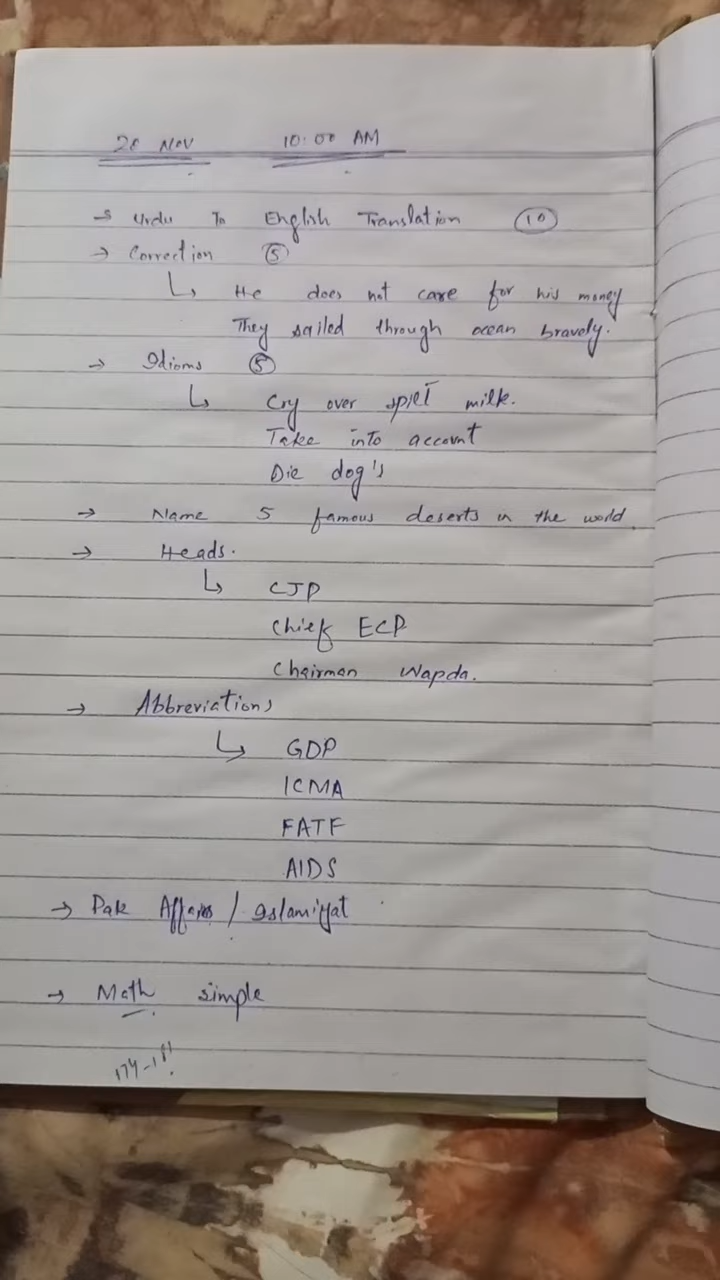 28 Nov 10:00 AM
→ Urdu To English Translation 10
→ Correction 5
↳ He does not care for his money
They sailed through ocean bravely.
→ Idioms 5
↳ Cry over spilt milk.
Take into account
Die dog's
→ Name 5 famous deserts in the world.
→ Heads.
↳ CJP
Chief ECP
Chairman Wapda.
→ Abbreviations
↳ GDP
ICMA
FATF
AIDS
→ Pak Affairs / Islamiyat
→ Math simple